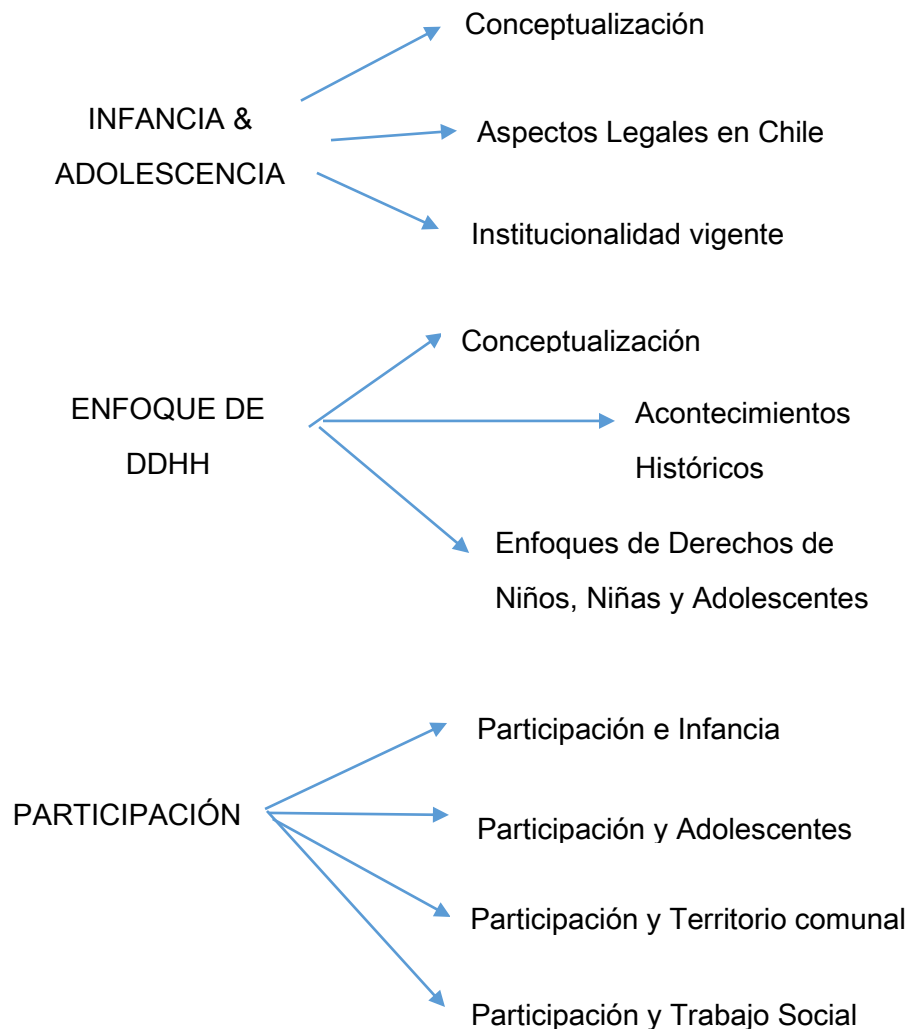 Conceptualización
INFANCIA &
ADOLESCENCIA
Aspectos Legales en Chile
Institucionalidad vigente
Conceptualización
ENFOQUE DE
DDHH
Acontecimientos
Históricos
Enfoques de Derechos de
Niños, Niñas y Adolescentes
Participación e Infancia
PARTICIPACIÓN
Participación y Adolescentes
Participación y Territorio comunal
Participación y Trabajo Social